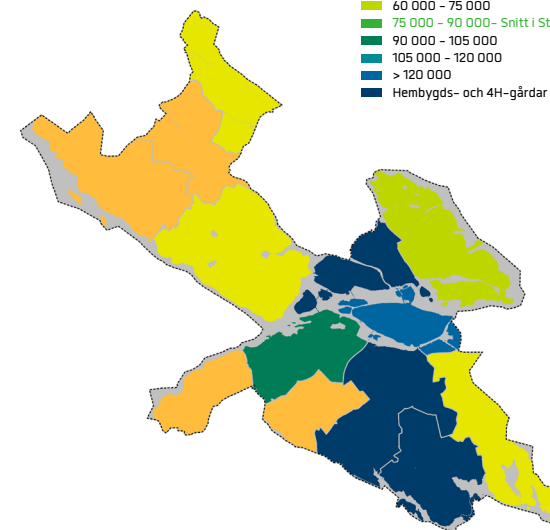 60 000 – 75 000
75 000 – 90 000– Snitt i St
90 000 – 105 000
105 000 – 120 000
> 120 000
Hembygds- och 4H-gårdar